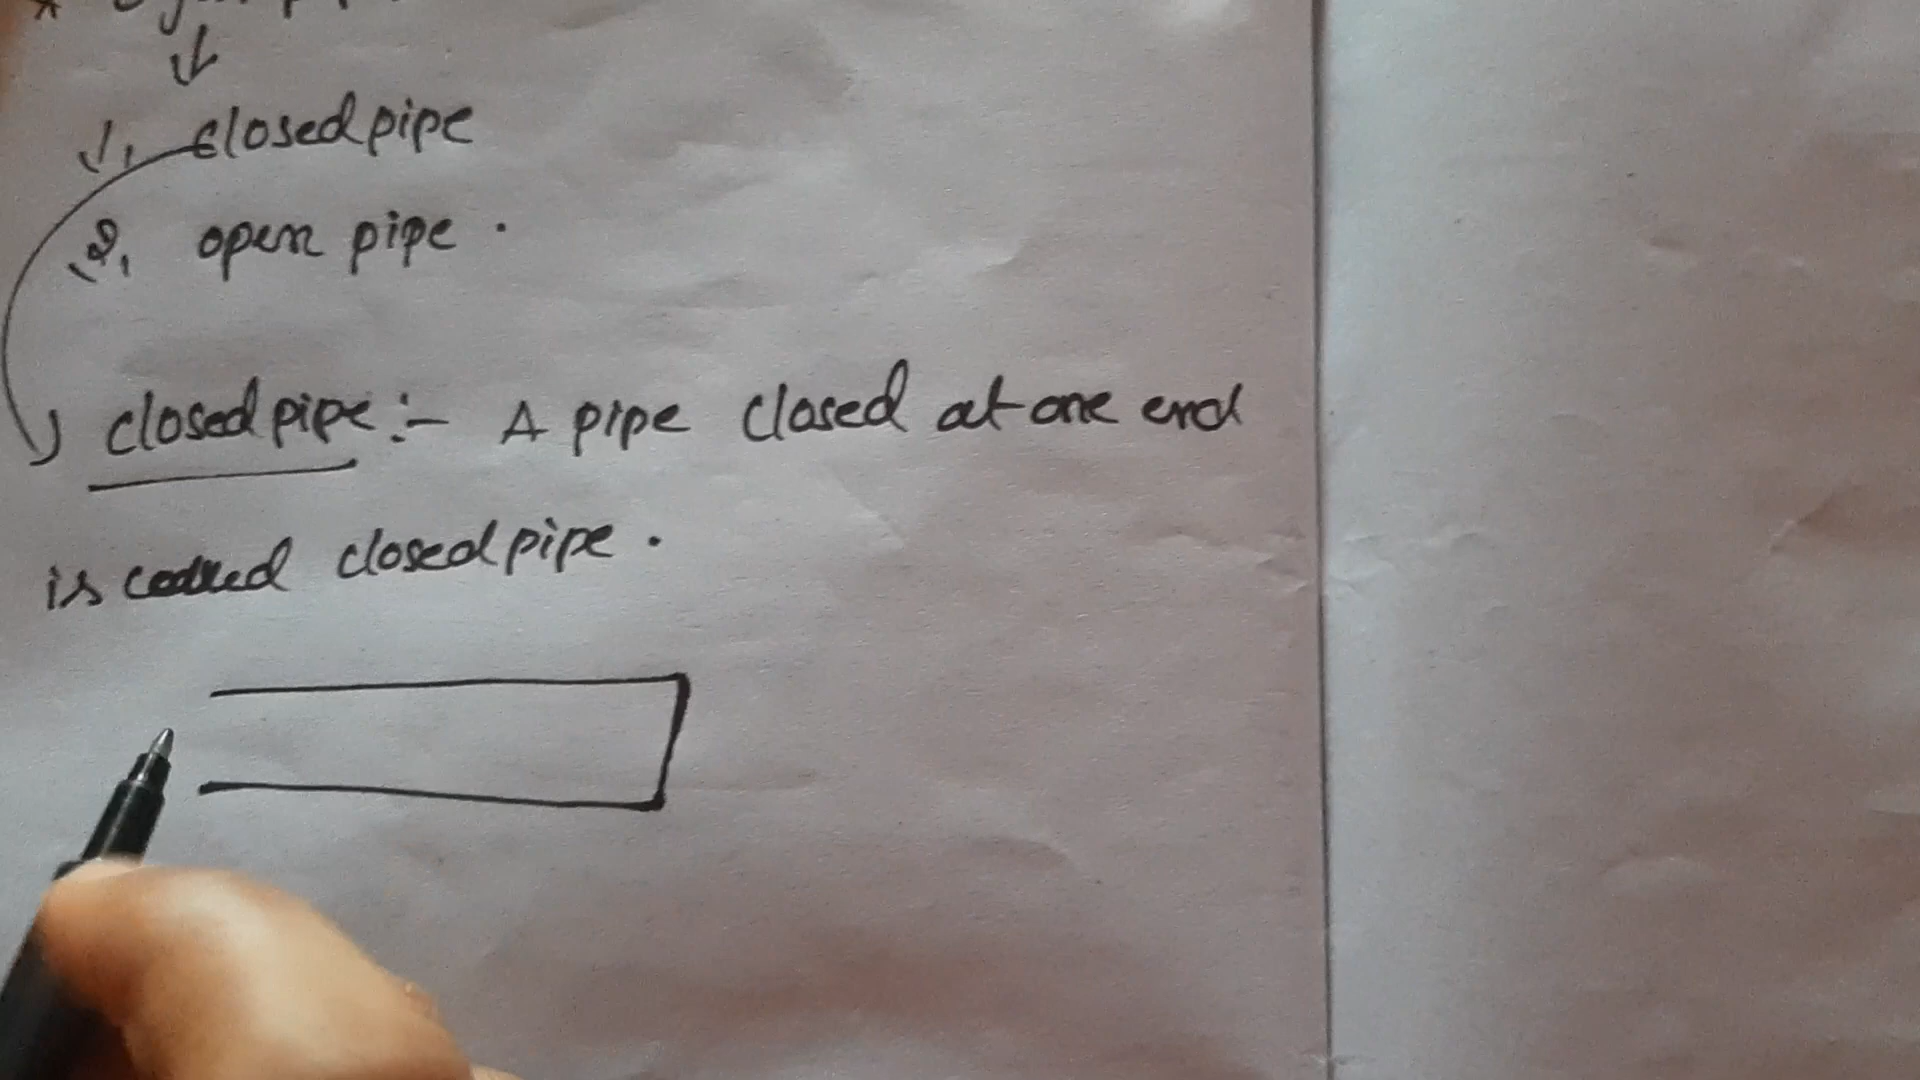 1, closed pipe
2, open pipe .
closed pipe :- A pipe closed at one end
is called closed pipe .